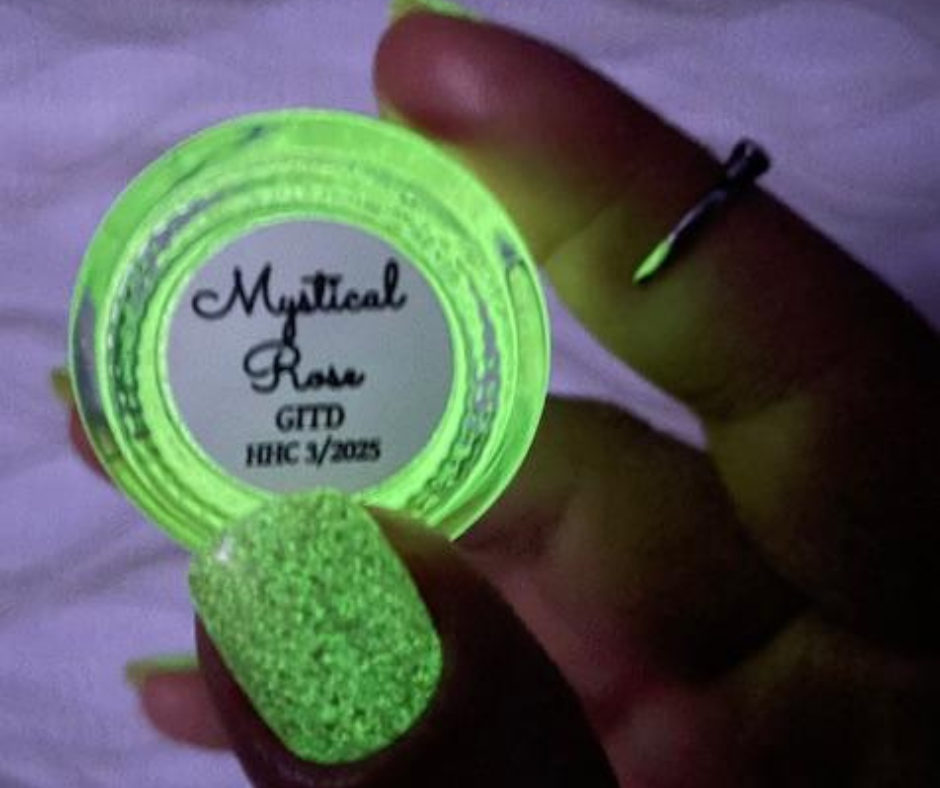 Mystical
Rose
GITD
HHC 3/2025